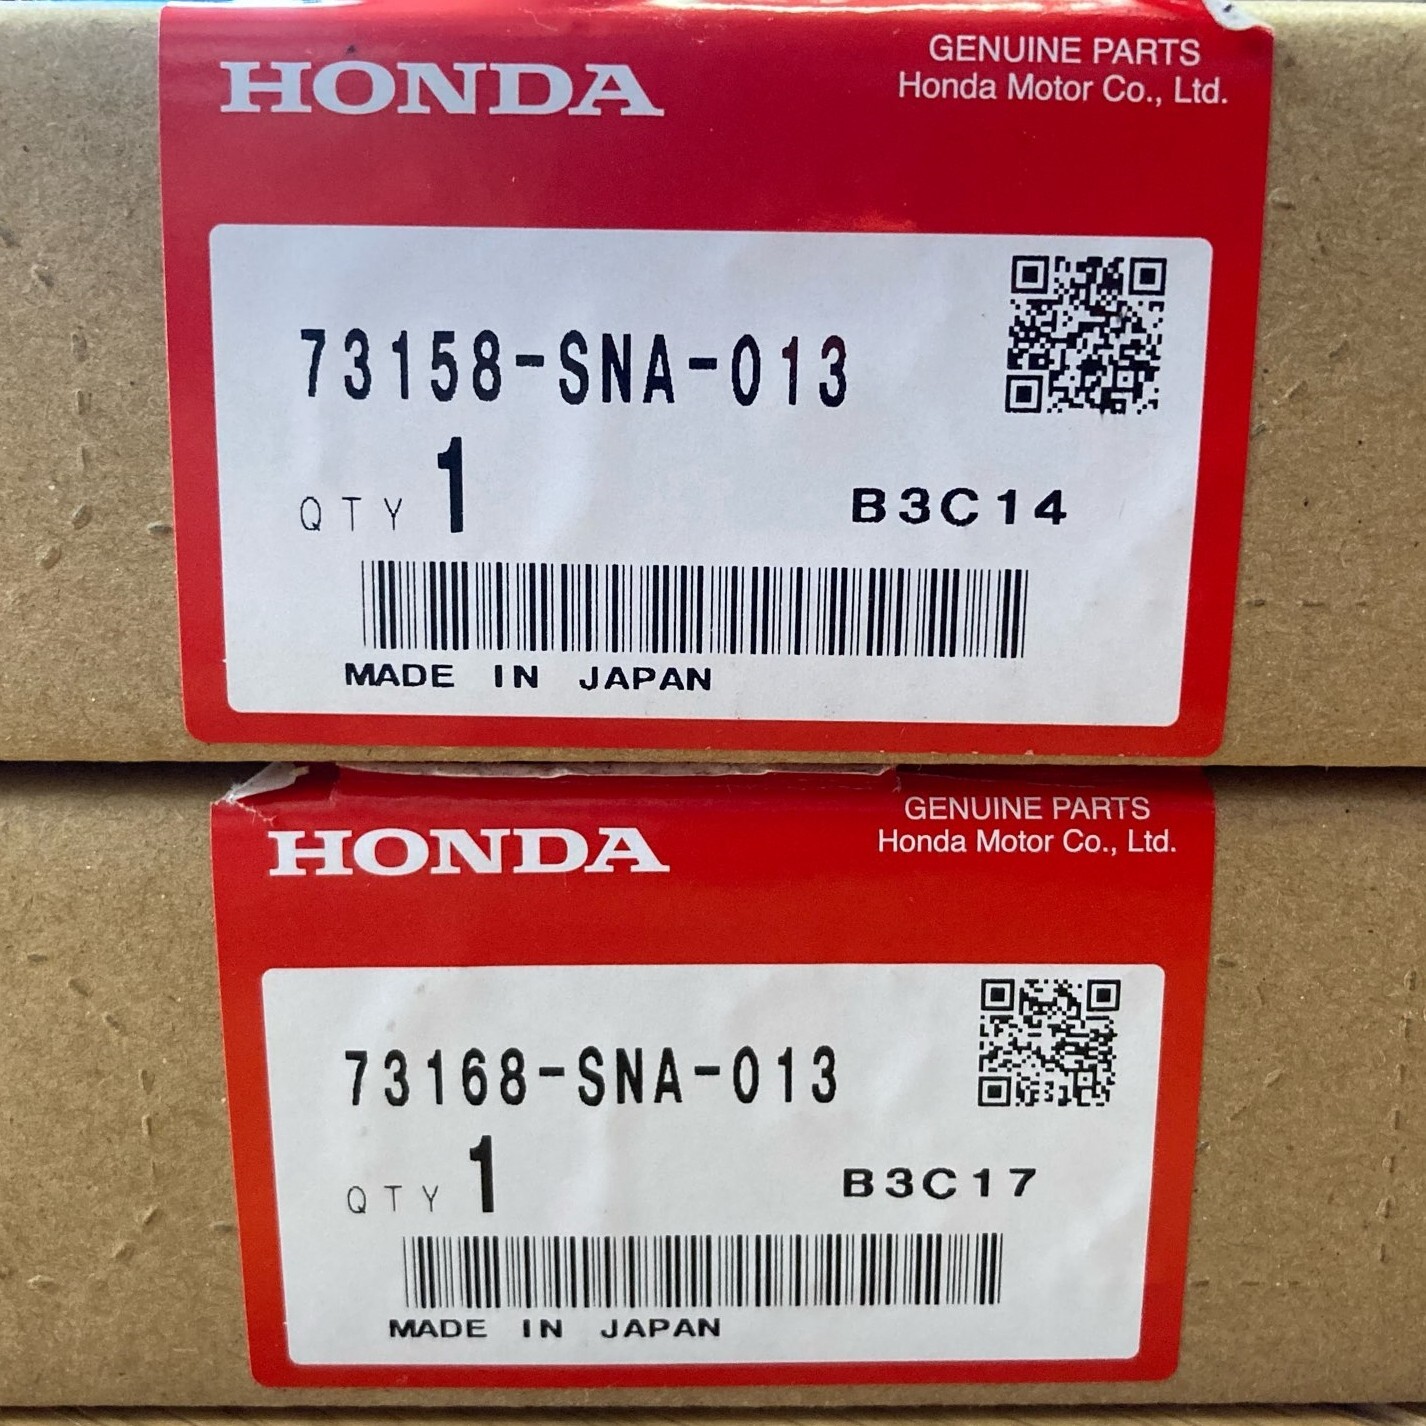 HONDA
GENUINE PARTS
Honda Motor Co., Ltd.
73158-SNA-013
QTY 1
B3C14
MADE IN JAPAN
HONDA
GENUINE PARTS
Honda Motor Co., Ltd.
73168-SNA-013
QTY 1
B3C17
MADE IN JAPAN